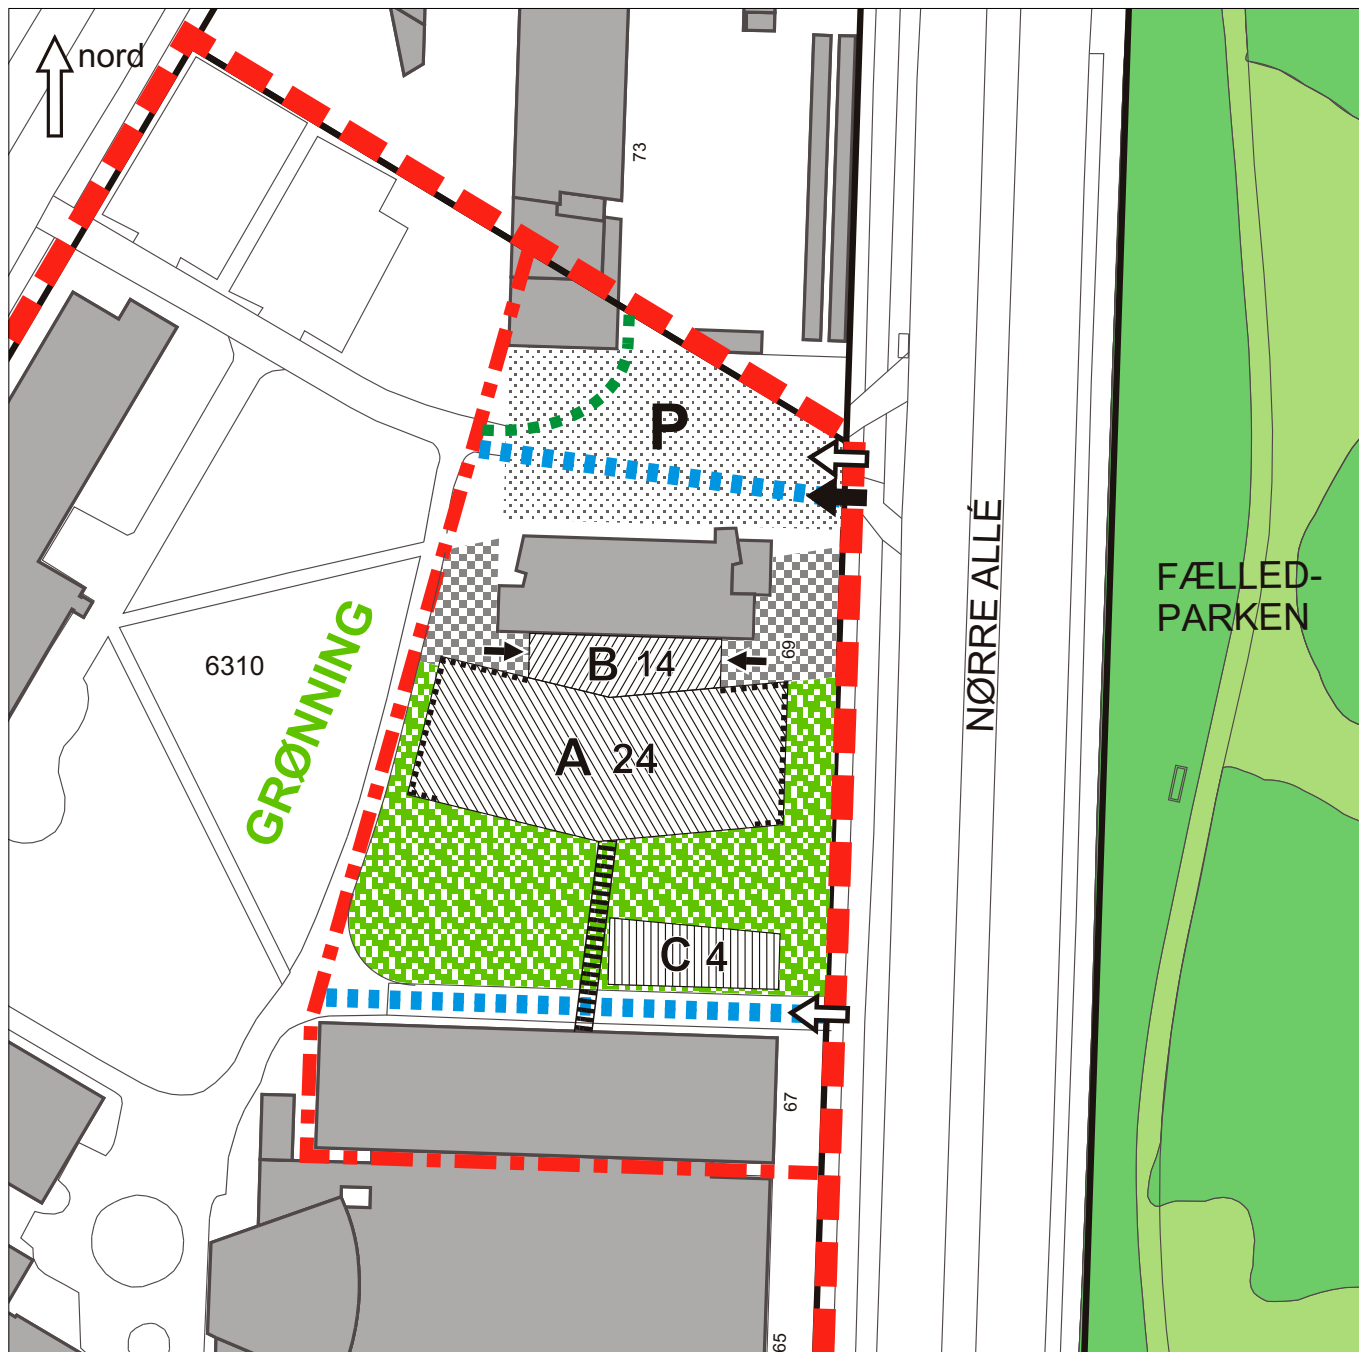 nord
73
P
NØRRE ALLÉ
FÆLLED-
PARKEN
GRØNNING
6310
B 14
69
A 24
C 4
67
65